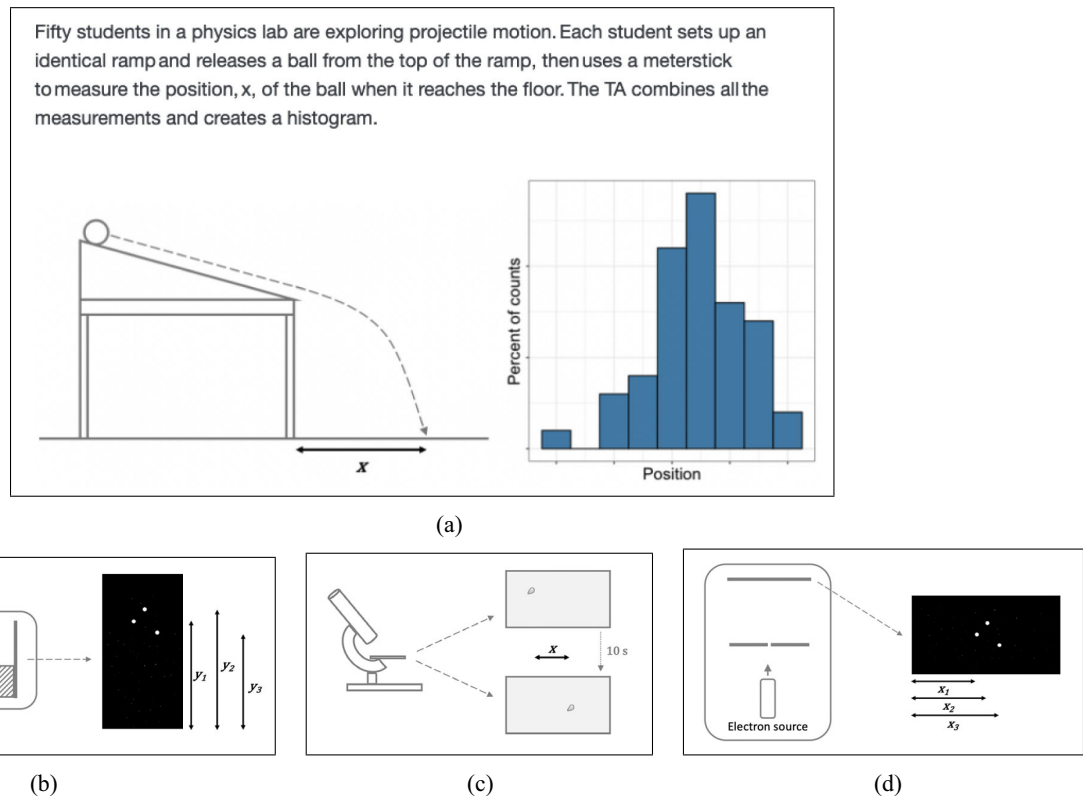 Fifty students in a physics lab are exploring projectile motion. Each student sets up an
identical ramp and releases a ball from the top of the ramp, then uses a meterstick
to measure the position, x, of the ball when it reaches the floor. The TA combines all the
measurements and creates a histogram.
Percent of counts
Position
x
(a)
y₁
y₂
y₃
x
10 s
Electron source
x₁
x₂
x₃
(b)
(c)
(d)